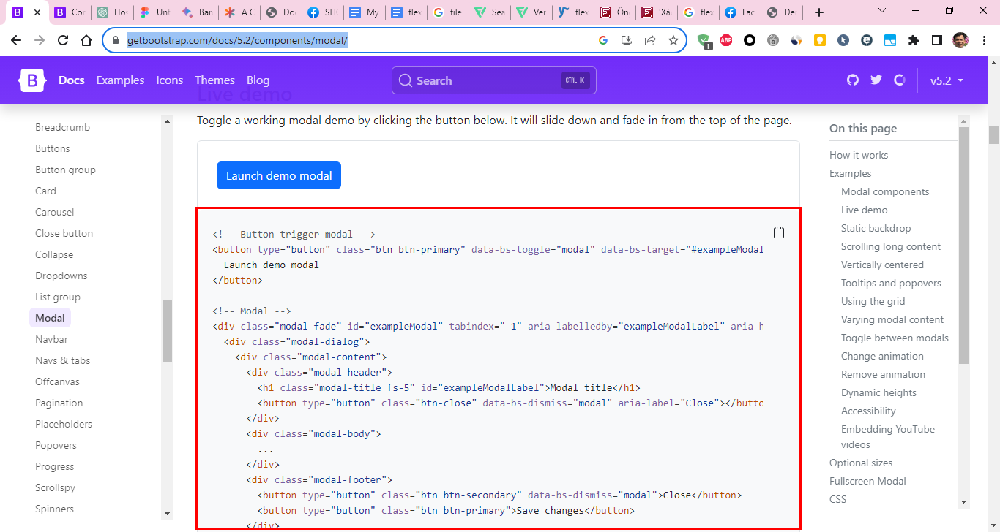 Cor
Hos
Unt
Bar
A C
Doc
SHO
My
flex
file
Sea
Ver
flex
Ône
'Xác
flex
Fac
Der
getbootstrap.com/docs/5.2/components/modal/
1
ABP
B
Docs
Examples
Icons
Themes
Blog
Search
CTRL K
v5.2
Live demo
Toggle a working modal demo by clicking the button below. It will slide down and fade in from the top of the page.
Launch demo modal
Breadcrumb
Buttons
Button group
Card
Carousel
Close button
Collapse
Dropdowns
List group
Modal
Navbar
Navs & tabs
Offcanvas
Pagination
Placeholders
Popovers
Progress
Scrollspy
Spinners
<!-- Button trigger modal -->
<button type="button" class="btn btn-primary" data-bs-toggle="modal" data-bs-target="#exampleModal
  Launch demo modal
</button>
<!-- Modal -->
<div class="modal fade" id="exampleModal" tabindex="-1" aria-labelledby="exampleModalLabel" aria-h
  <div class="modal-dialog">
    <div class="modal-content">
      <div class="modal-header">
        <h1 class="modal-title fs-5" id="exampleModalLabel">Modal title</h1>
        <button type="button" class="btn-close" data-bs-dismiss="modal" aria-label="Close"></butto
      </div>
      <div class="modal-body">
        ...
      </div>
      <div class="modal-footer">
        <button type="button" class="btn btn-secondary" data-bs-dismiss="modal">Close</button>
        <button type="button" class="btn btn-primary">Save changes</button>
      </div>
On this page
How it works
Examples
Modal components
Live demo
Static backdrop
Scrolling long content
Vertically centered
Tooltips and popovers
Using the grid
Varying modal content
Toggle between modals
Change animation
Remove animation
Dynamic heights
Accessibility
Embedding YouTube
videos
Optional sizes
Fullscreen Modal
CSS